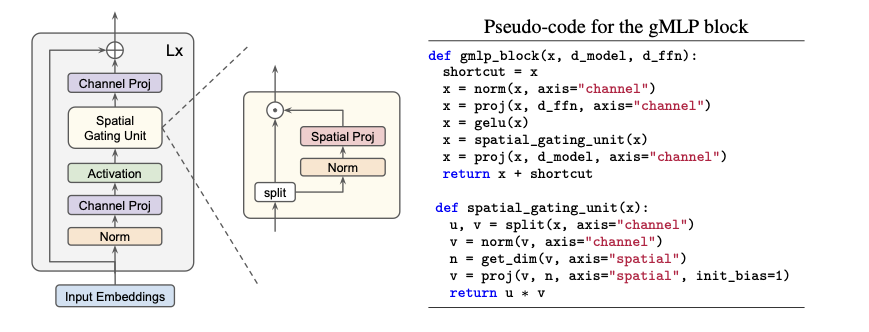 Lx
Channel Proj
Spatial
Gating Unit
Activation
Channel Proj
Norm
Input Embeddings
Spatial Proj
Norm
split
Pseudo-code for the gMLP block
def gmlp_block(x, d_model, d_ffn):
  shortcut = x
  x = norm(x, axis="channel")
  x = proj(x, d_ffn, axis="channel")
  x = gelu(x)
  x = spatial_gating_unit(x)
  x = proj(x, d_model, axis="channel")
  return x + shortcut
def spatial_gating_unit(x):
  u, v = split(x, axis="channel")
  v = norm(v, axis="channel")
  n = get_dim(v, axis="spatial")
  v = proj(v, n, axis="spatial", init_bias=1)
  return u * v